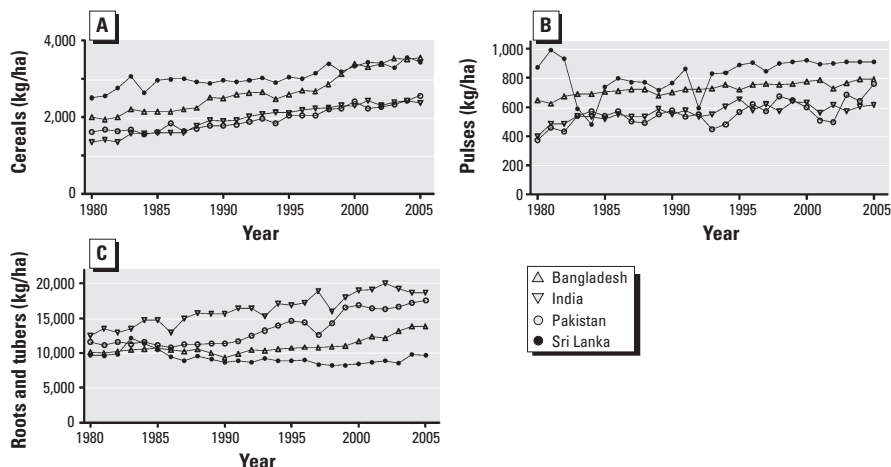 A
Cereals (kg/ha)
4,000
2,000
0
1980 1985 1990 1995 2000 2005
Year
B
Pulses (kg/ha)
1,000
800
600
400
200
0
1980 1985 1990 1995 2000 2005
Year
C
Roots and tubers (kg/ha)
20,000
15,000
10,000
5,000
0
1980 1985 1990 1995 2000 2005
Year
Bangladesh
India
Pakistan
Sri Lanka